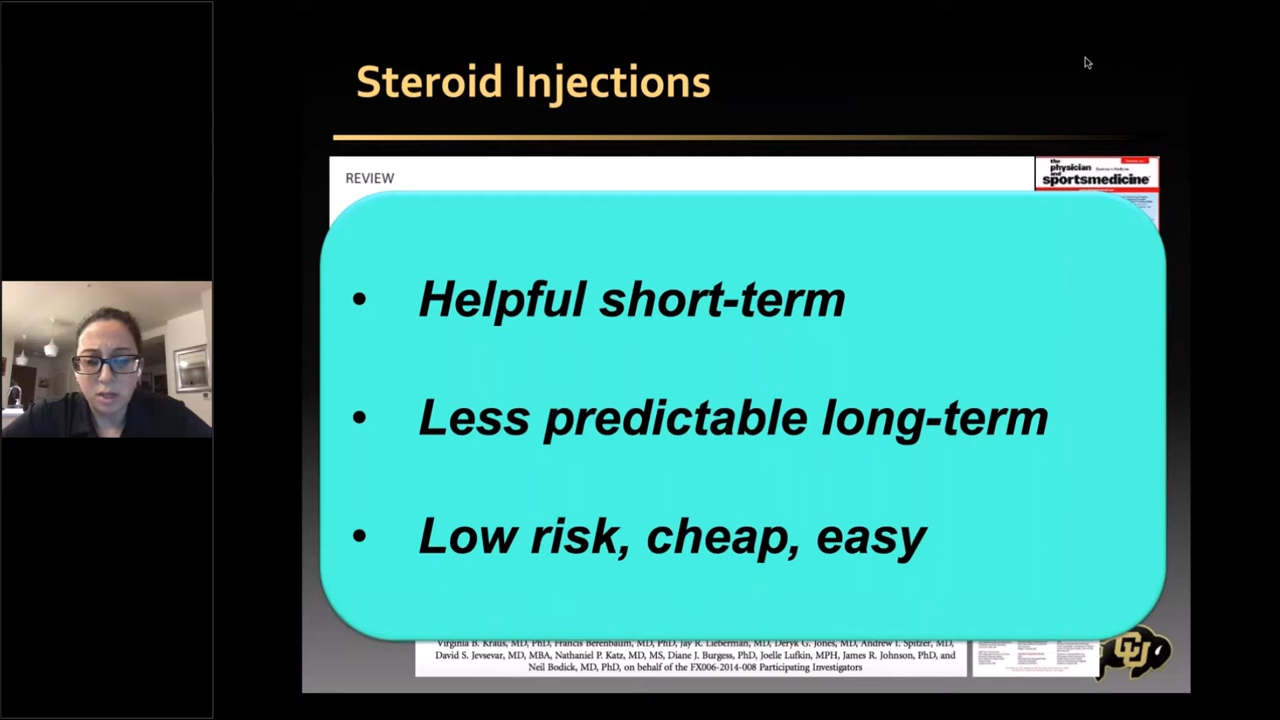 Steroid Injections
REVIEW
the
physician
and
sportsmedicine
• Helpful short-term
• Less predictable long-term
• Low risk, cheap, easy
Virginia B. Kraus, MD, PhD, Francis Berenbaum, MD, PhD, Jay R. Lieberman, MD, Deryk G. Jones, MD, Andrew I. Spitzer, MD,
David S. Jevsevar, MD, MBA, Nathaniel P. Katz, MD, MS, Diane J. Burgess, PhD, Joelle Lufkin, MPH, James R. Johnson, PhD, and
Neil Bodick, MD, PhD, on behalf of the FX006-2014-008 Participating Investigators
CU